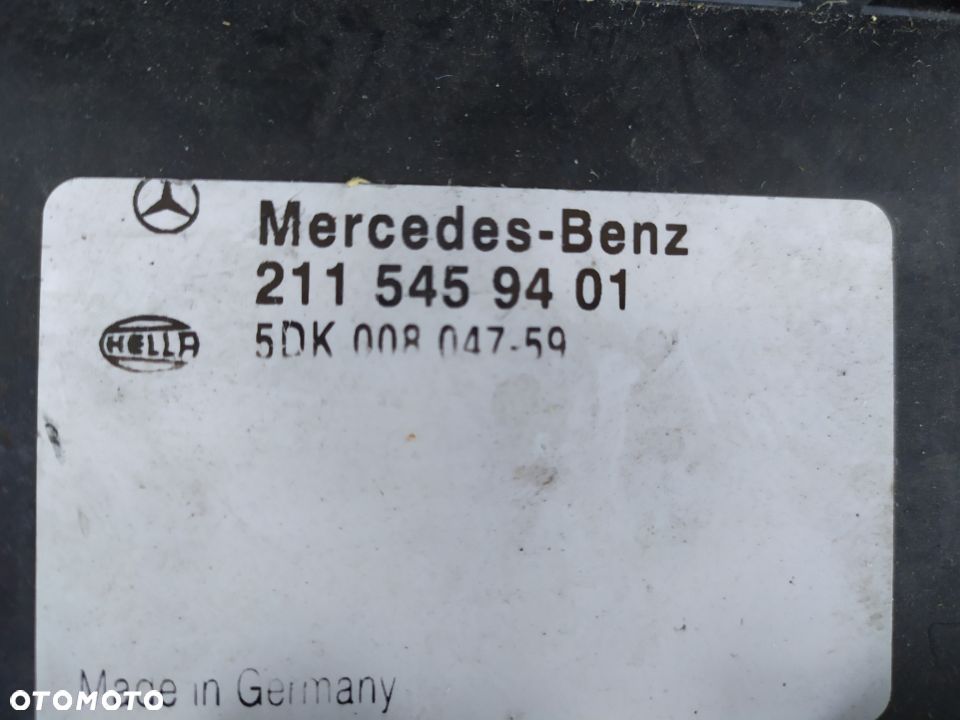 Mercedes-Benz
211 545 94 01
HELLA
5DK 008 047-59
Made in Germany
OTOMOTO